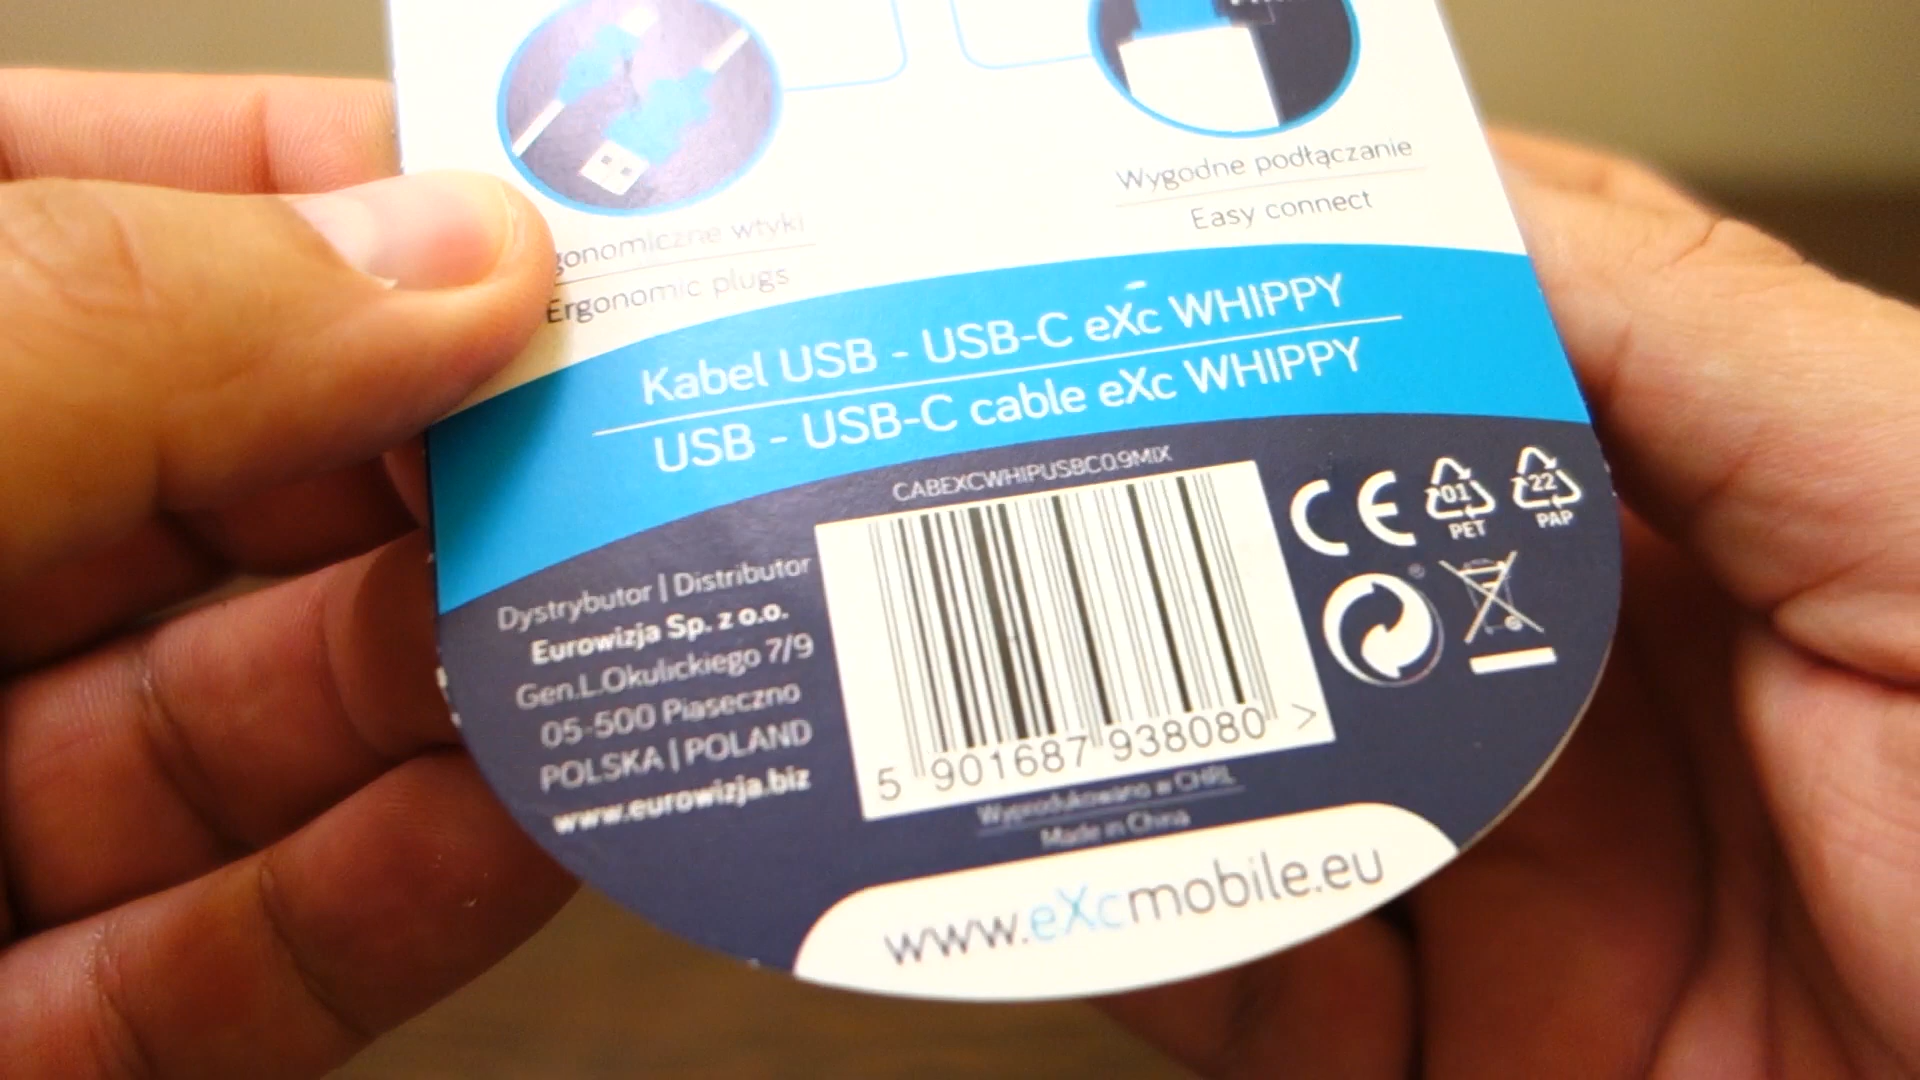 gonomiczne wtyki
Ergonomic plugs
Wygodne podłączanie
Easy connect
Kabel USB - USB-C eXc WHIPPY
USB - USB-C cable eXc WHIPPY
CABEXCWHIPUSBC0.9MIX
Dystrybutor | Distributor
Eurowizja Sp. z o.o.
Gen.L.Okulickiego 7/9
05-500 Piaseczno
POLSKA | POLAND
www.eurowizja.biz
5 901687 938080 >
Wyprodukowano w CHRL
Made in China
CE
01
PET
22
PAP
®
www.eXcmobile.eu